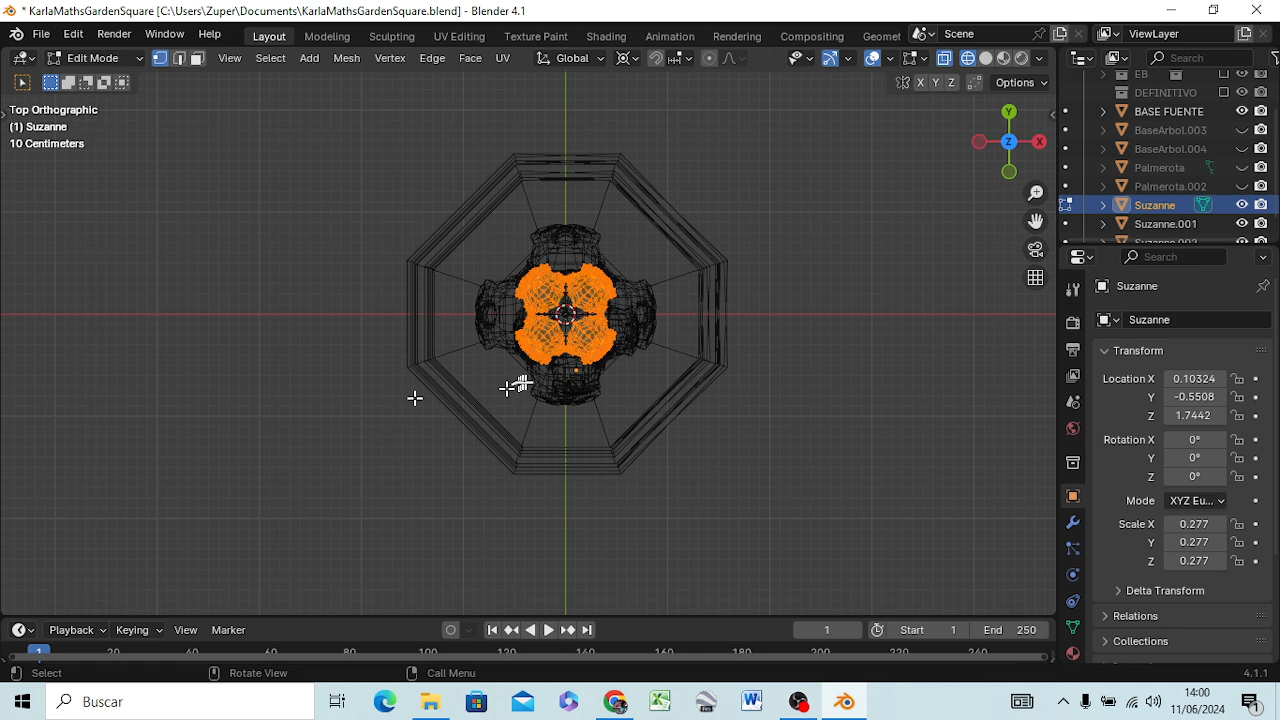 * KarlaMathsGardenSquare [C:\Users\Zuper\Documents\KarlaMathsGardenSquare.blend] - Blender 4.1
File Edit Render Window Help Layout Modeling Sculpting UV Editing Texture Paint Shading Animation Rendering Compositing Geomet Scene ViewLayer
Edit Mode View Select Add Mesh Vertex Edge Face UV Global Search
X Y Z Options
EB
DEFINITIVO
BASE FUENTE
BaseArbol.003
BaseArbol.004
Palmerota
Palmerota.002
Suzanne
Suzanne.001
Top Orthographic
(1) Suzanne
10 Centimeters
Y
X
Z
Search
Suzanne
Suzanne
Transform
Location X 0.10324
Y -0.5508
Z 1.7442
Rotation X 0°
Y 0°
Z 0°
Mode XYZ Eu...
Scale X 0.277
Y 0.277
Z 0.277
Delta Transform
Relations
Collections
Playback Keying View Marker 1 Start 1 End 250
1 20 40 60 80 100 120 140 160 180 200 220 240
Select Rotate View Call Menu 4.1.1
Buscar
14:00
11/06/2024
1